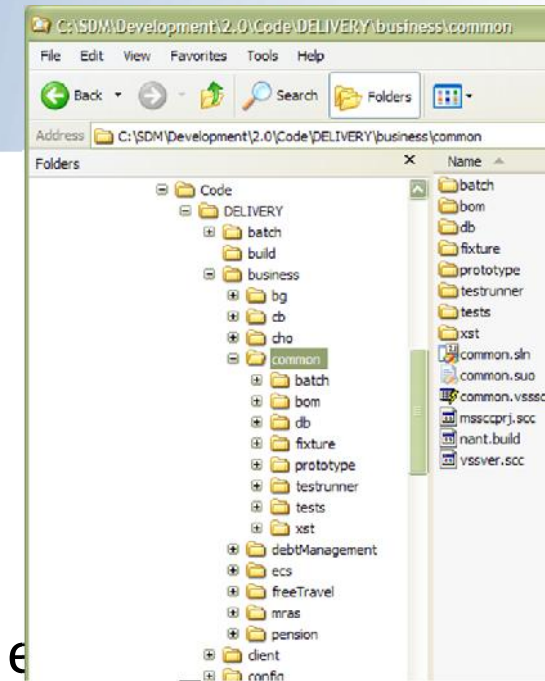 C:\SDM\Development\2.0\Code\DELIVERY\business\common
File Edit View Favorites Tools Help
Back Search Folders
Address C:\SDM\Development\2.0\Code\DELIVERY\business\common
Folders
Code
DELIVERY
batch
build
business
bg
cb
cho
common
batch
bom
db
fixture
prototype
testrunner
tests
xst
debtManagement
ecs
freeTravel
mras
pension
client
config
Name
batch
bom
db
fixture
prototype
testrunner
tests
xst
common.sln
common.suo
common.vsssc
mssccprj.scc
nant.build
vssver.scc
e